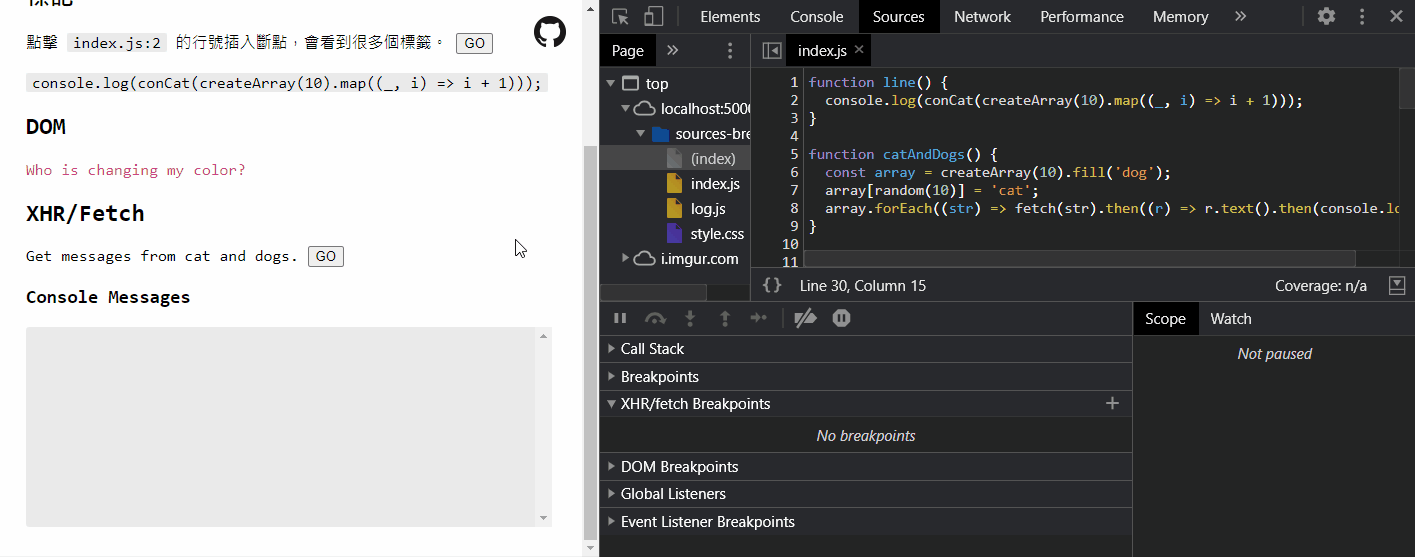 點擊 index.js:2 的行號插入斷點，會看到很多個標籤。 GO
console.log(conCat(createArray(10).map((_, i) => i + 1)));
DOM
Who is changing my color?
XHR/Fetch
Get messages from cat and dogs. GO
Console Messages
Elements Console Sources Network Performance Memory »
Page »
top
localhost:5000
sources-bre
(index)
index.js
log.js
style.css
i.imgur.com
index.js ×
1 function line() {
2 console.log(conCat(createArray(10).map((_, i) => i + 1)));
3 }
4
5 function catAndDogs() {
6 const array = createArray(10).fill('dog');
7 array[random(10)] = 'cat';
8 array.forEach((str) => fetch(str).then((r) => r.text().then(console.lo
9 }
10
11
{} Line 30, Column 15 Coverage: n/a
Call Stack
Breakpoints
XHR/fetch Breakpoints +
No breakpoints
DOM Breakpoints
Global Listeners
Event Listener Breakpoints
Scope Watch
Not paused